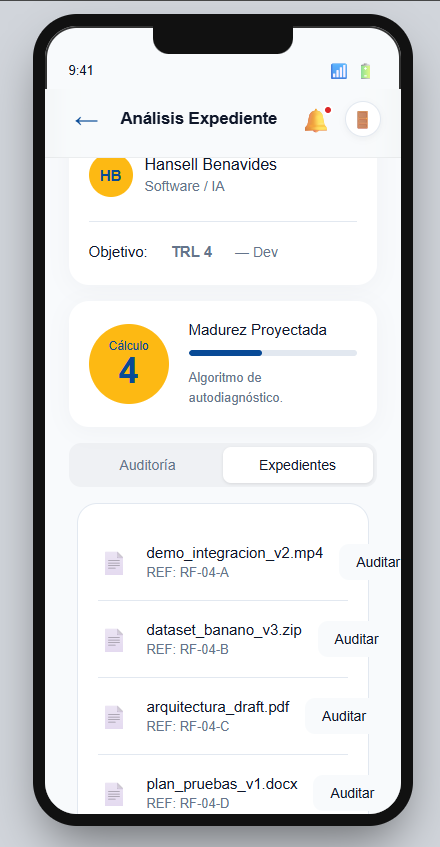 9:41
Análisis Expediente
HB
Hansell Benavides
Software / IA
Objetivo: TRL 4 — Dev
Cálculo
4
Madurez Proyectada
Algoritmo de
autodiagnóstico.
Auditoría Expedientes
demo_integracion_v2.mp4
REF: RF-04-A
Auditar
dataset_banano_v3.zip
REF: RF-04-B
Auditar
arquitectura_draft.pdf
REF: RF-04-C
Auditar
plan_pruebas_v1.docx
REF: RF-04-D
Auditar